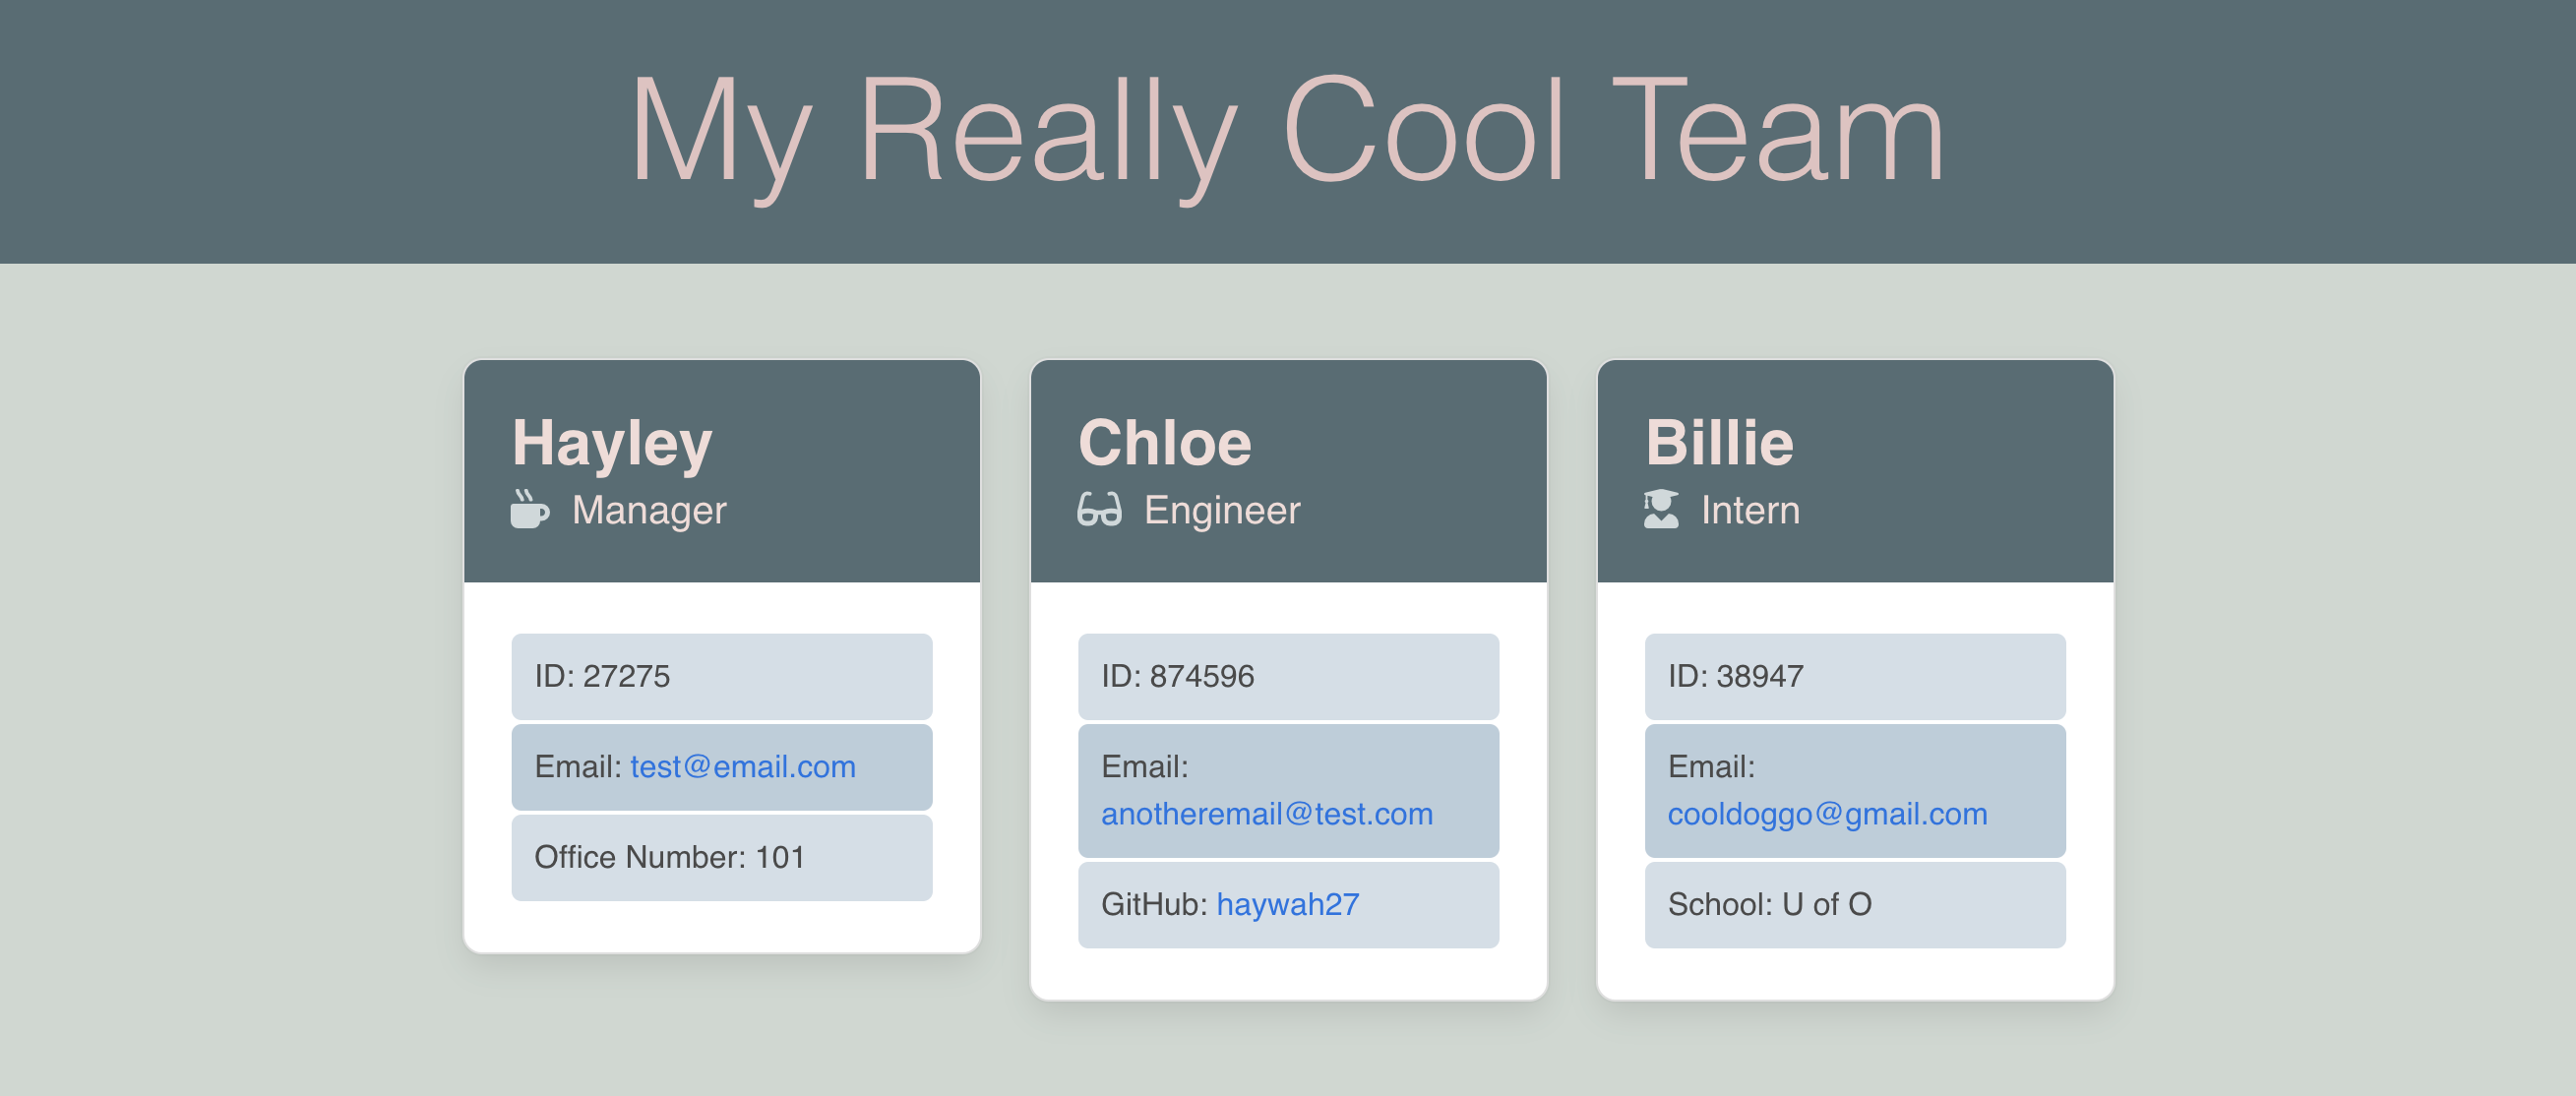 My Really Cool Team
Hayley
Manager
ID: 27275
Email: test@email.com
Office Number: 101
Chloe
Engineer
ID: 874596
Email:
anotheremail@test.com
GitHub: haywah27
Billie
Intern
ID: 38947
Email:
cooldoggo@gmail.com
School: U of O